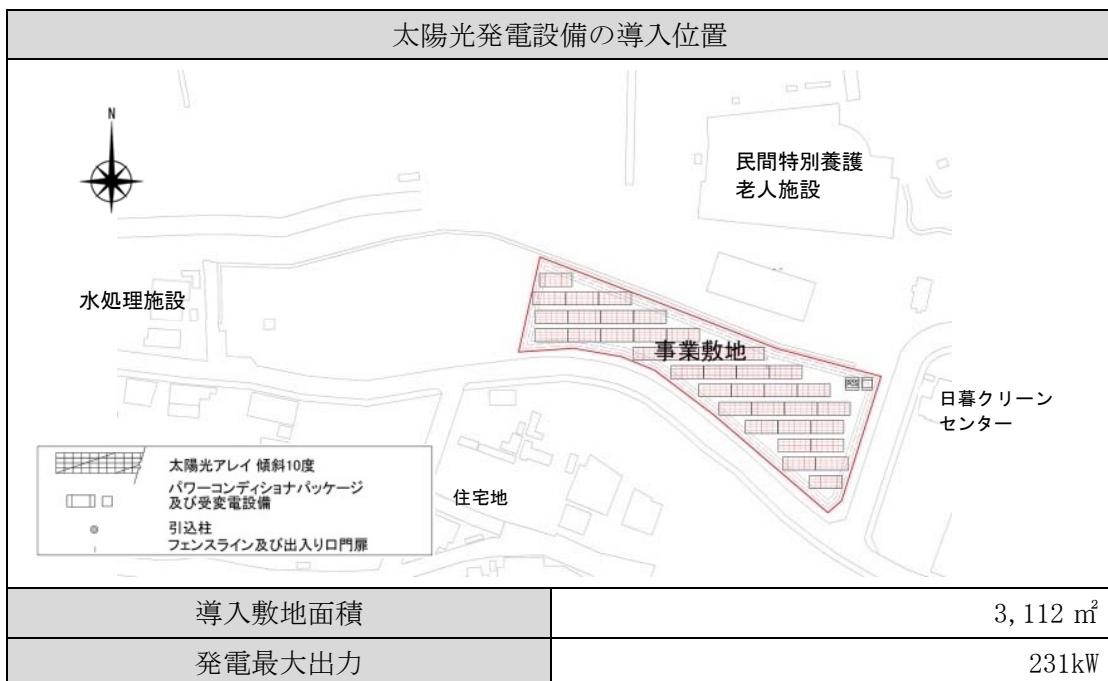 太陽光発電設備の導入位置
N
民間特別養護
老人施設
水処理施設
事業敷地
PCS
日暮クリーン
センター
住宅地
太陽光アレイ 傾斜10度
パワーコンディショナパッケージ
及び受変電設備
引込柱
フェンスライン及び出入り口門扉
導入敷地面積
3,112 ㎡
発電最大出力
231kW